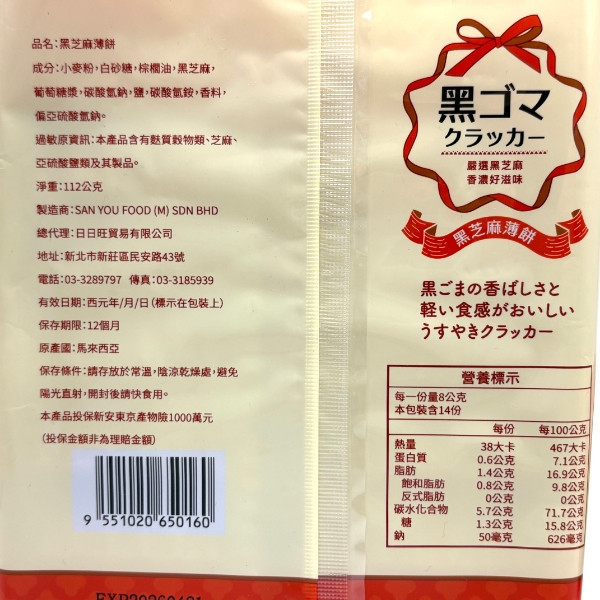 品名:黑芝麻薄餅
成分:小麥粉,白砂糖,棕櫚油,黑芝麻,
葡萄糖漿,碳酸氫鈉,鹽,碳酸氫銨,香料,
偏亞硫酸氫鈉。
過敏原資訊:本產品含有麩質穀物類、芝麻、
亞硫酸鹽類及其製品。
淨重:112公克
製造商:SAN YOU FOOD (M) SDN BHD
總代理:日日旺貿易有限公司
地址:新北市新莊區民安路43號
電話:03-3289797 傳真:03-3185939
有效日期:西元年/月/日(標示在包裝上)
保存期限:12個月
原產國:馬來西亞
保存條件:請存放於常溫,陰涼乾燥處,避免
陽光直射,開封後請快食用。
本產品投保新安東京產物險1000萬元
(投保金額非為理賠金額)
9 551020 650160
黑ゴマ
クラッカー
嚴選黑芝麻
香濃好滋味
黑芝麻薄餅
黒ごまの香ばしさと
軽い食感がおいしい
うすやきクラッカー
營養標示
每一份量8公克
本包裝含14份
每份 每100公克
熱量 38大卡 467大卡
蛋白質 0.6公克 7.1公克
脂肪 1.4公克 16.9公克
飽和脂肪 0.8公克 9.8公克
反式脂肪 0公克 0公克
碳水化合物 5.7公克 71.7公克
糖 1.3公克 15.8公克
鈉 50毫克 626毫克